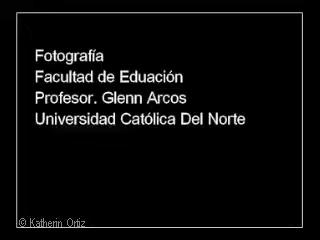 Fotografía
Facultad de Eduación
Profesor. Glenn Arcos
Universidad Católica Del Norte
© Katherin Ortiz